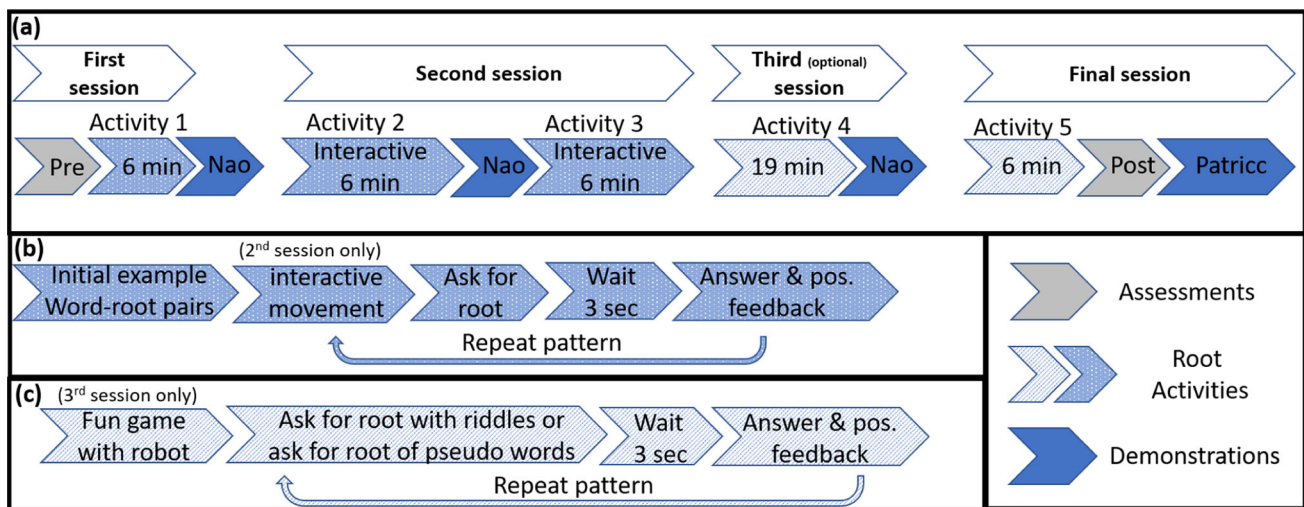 (a)
First
session
Second session
Third (optional)
session
Final session
Activity 1
Activity 2
Activity 3
Activity 4
Activity 5
Pre
6 min
Nao
Interactive
6 min
Nao
Interactive
6 min
19 min
Nao
6 min
Post
Patricc
(b)
(2nd session only)
Initial example
Word-root pairs
interactive
movement
Ask for
root
Wait
3 sec
Answer & pos.
feedback
Repeat pattern
(c)
(3rd session only)
Fun game
with robot
Ask for root with riddles or
ask for root of pseudo words
Wait
3 sec
Answer & pos.
feedback
Repeat pattern
Assessments
Root
Activities
Demonstrations